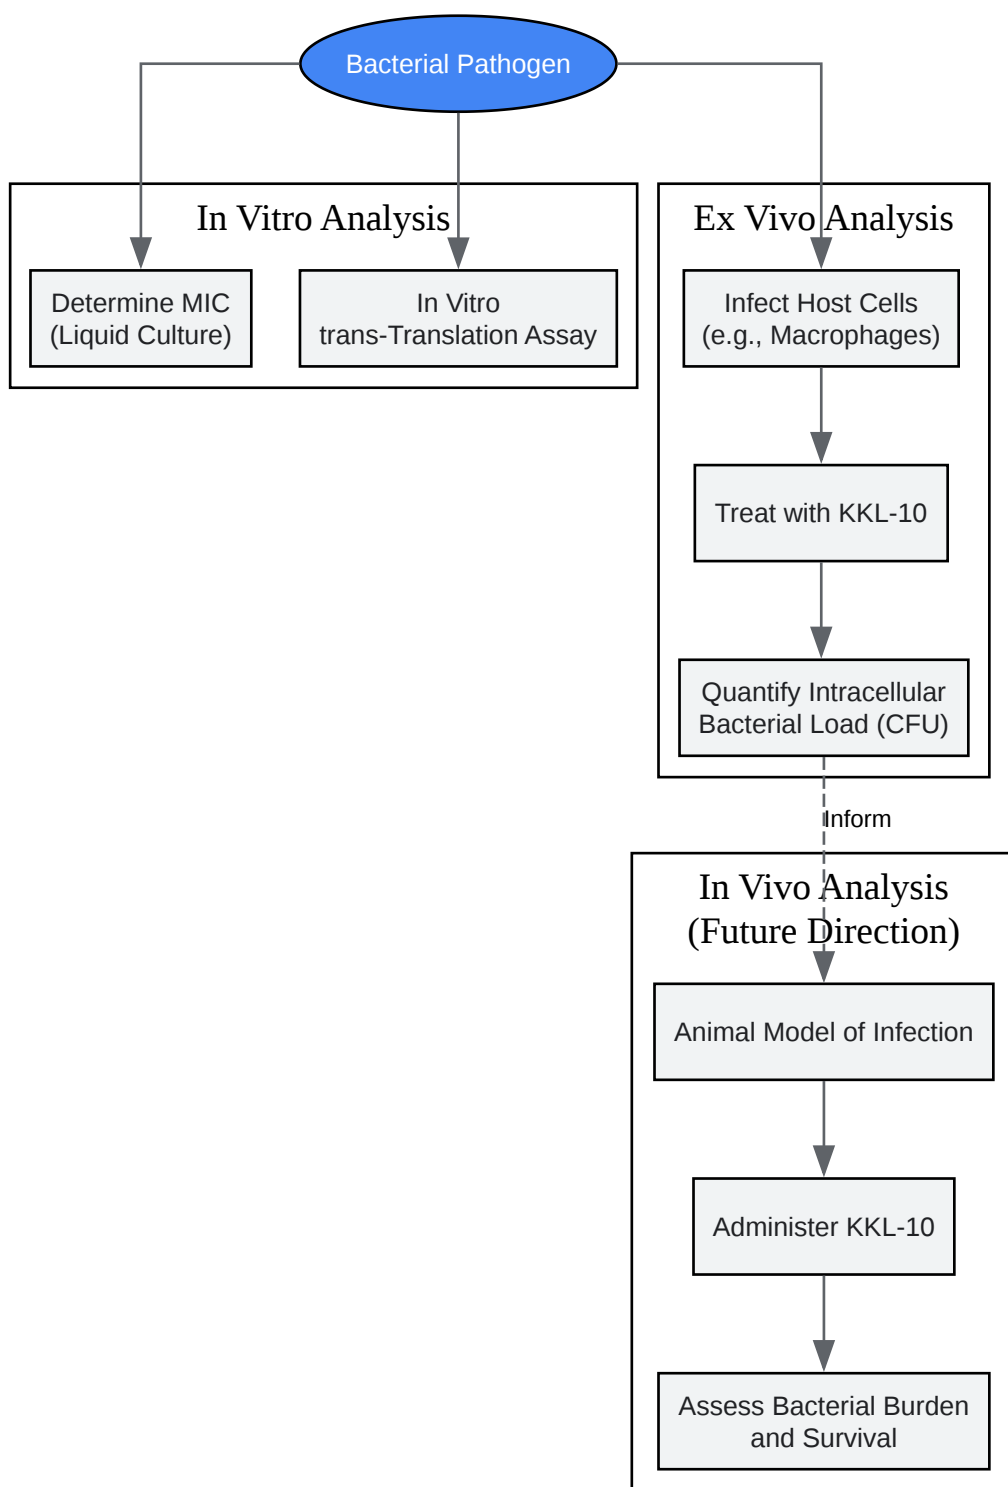 Bacterial Pathogen
In Vitro Analysis
Determine MIC
(Liquid Culture)
In Vitro
trans-Translation Assay
Ex Vivo Analysis
Infect Host Cells
(e.g., Macrophages)
Treat with KKL-10
Quantify Intracellular
Bacterial Load (CFU)
Inform
In Vivo Analysis
(Future Direction)
Animal Model of Infection
Administer KKL-10
Assess Bacterial Burden
and Survival